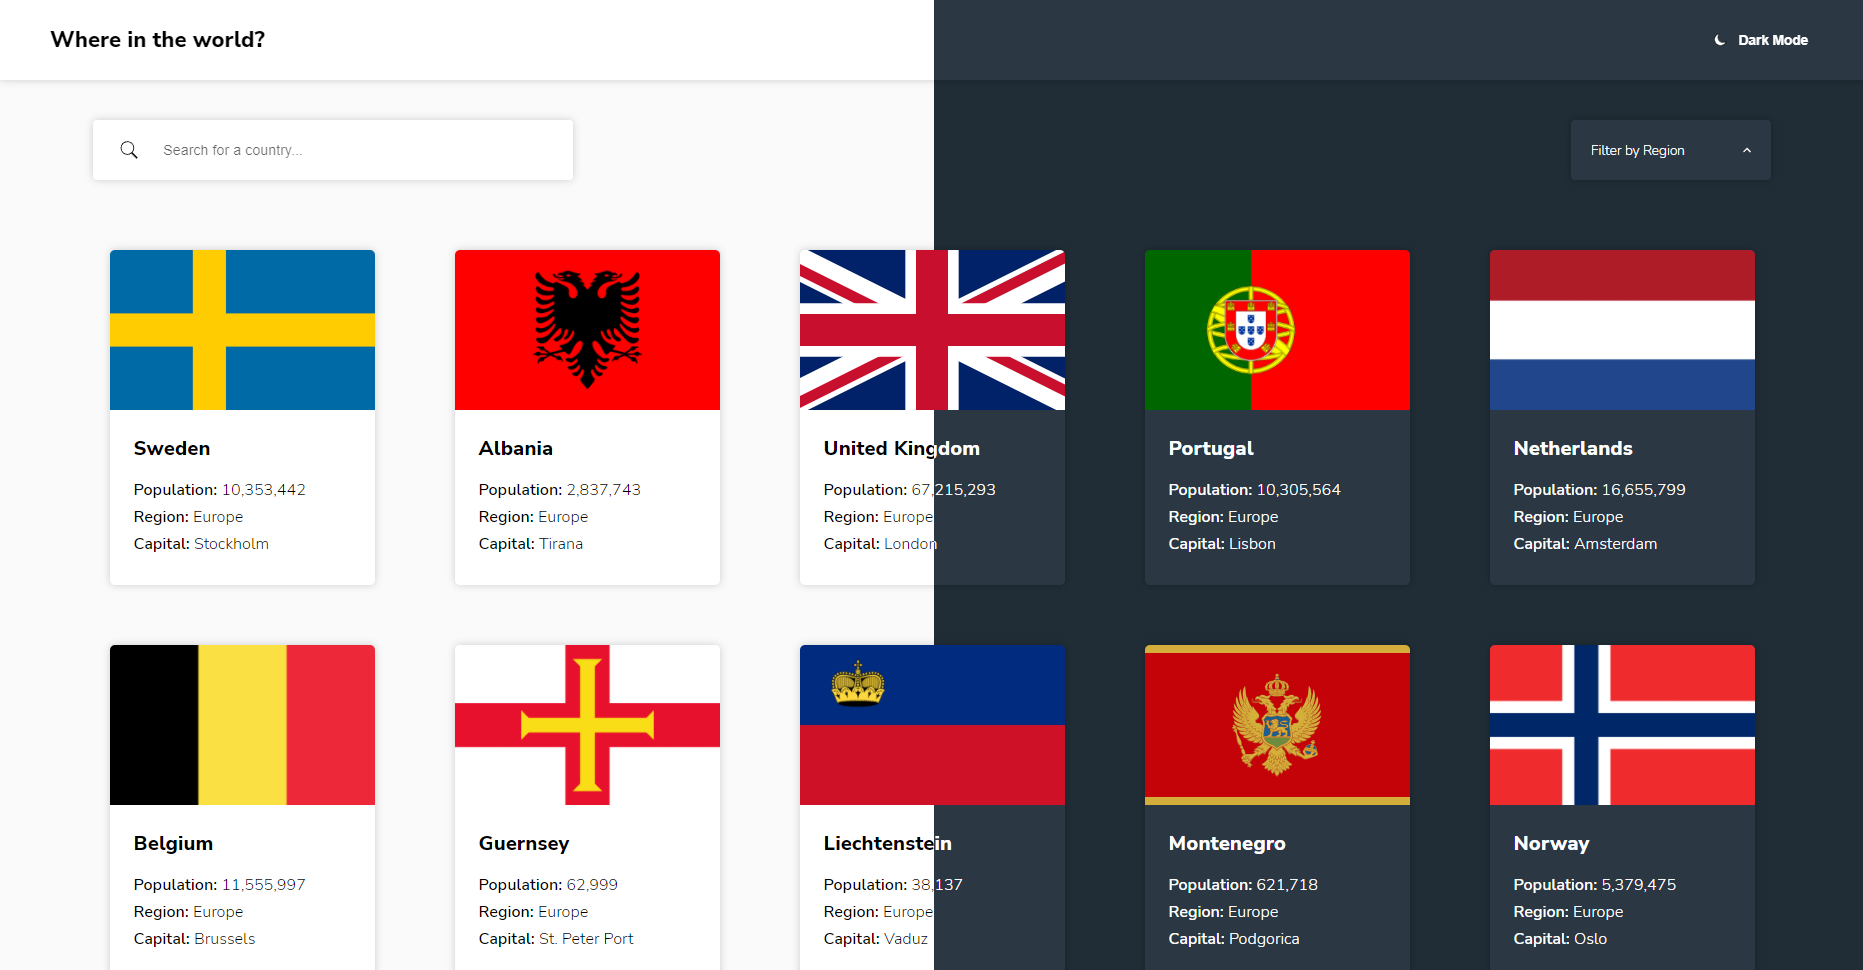 Where in the world?
Dark Mode
Search for a country...
Filter by Region
Sweden
Population: 10,353,442
Region: Europe
Capital: Stockholm
Albania
Population: 2,837,743
Region: Europe
Capital: Tirana
United Kingdom
Population: 67,215,293
Region: Europe
Capital: London
Portugal
Population: 10,305,564
Region: Europe
Capital: Lisbon
Netherlands
Population: 16,655,799
Region: Europe
Capital: Amsterdam
Belgium
Population: 11,555,997
Region: Europe
Capital: Brussels
Guernsey
Population: 62,999
Region: Europe
Capital: St. Peter Port
Liechtenstein
Population: 38,137
Region: Europe
Capital: Vaduz
Montenegro
Population: 621,718
Region: Europe
Capital: Podgorica
Norway
Population: 5,379,475
Region: Europe
Capital: Oslo